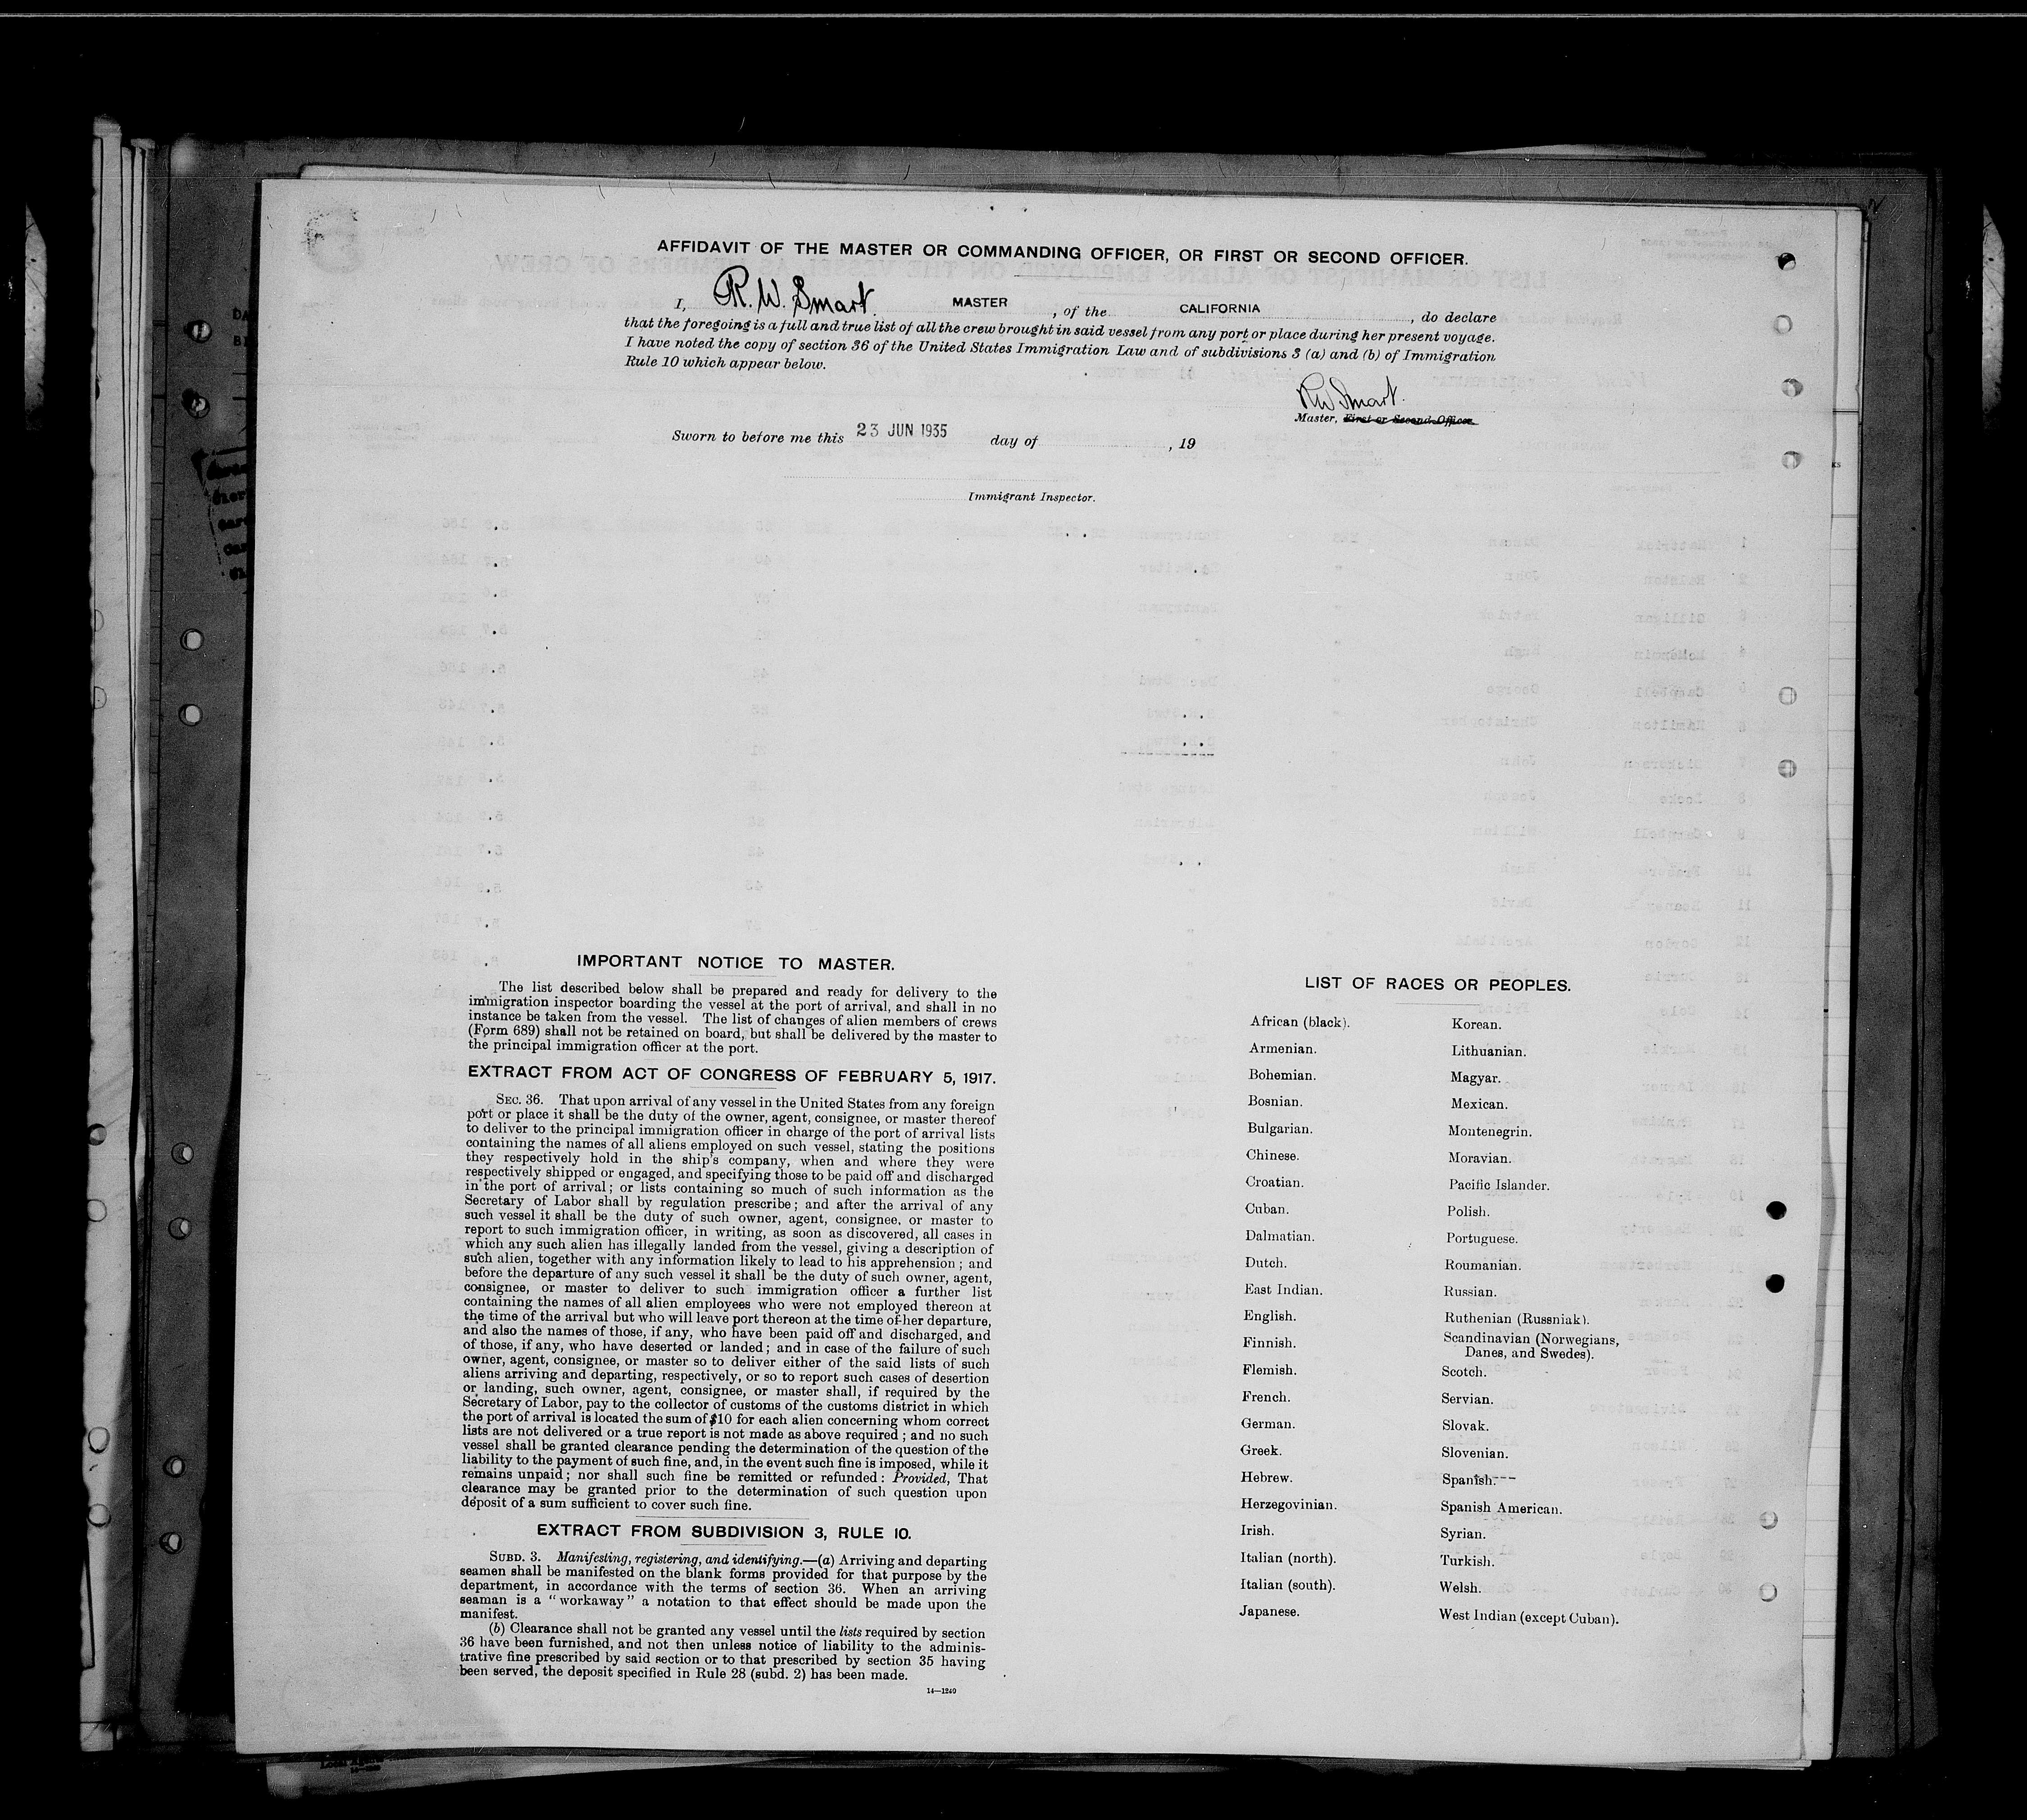 AFFIDAVIT OF THE MASTER OR COMMANDING OFFICER, OR FIRST OR SECOND OFFICER.
I, R. W. Smart MASTER, of the CALIFORNIA, do declare
that the foregoing is a full and true list of all the crew brought in said vessel from any port or place during her present voyage.
I have noted the copy of section 36 of the United States Immigration Law and of subdivisions 3 (a) and (b) of Immigration
Rule 10 which appear below.
RW Smart.
Master, First or Second Officer.
Sworn to before me this 23 JUN 1935 day of , 19
Immigrant Inspector.
IMPORTANT NOTICE TO MASTER.
The list described below shall be prepared and ready for delivery to the
immigration inspector boarding the vessel at the port of arrival, and shall in no
instance be taken from the vessel. The list of changes of alien members of crews
(Form 689) shall not be retained on board, but shall be delivered by the master to
the principal immigration officer at the port.
EXTRACT FROM ACT OF CONGRESS OF FEBRUARY 5, 1917.
SEC. 36. That upon arrival of any vessel in the United States from any foreign
port or place it shall be the duty of the owner, agent, consignee, or master thereof
to deliver to the principal immigration officer in charge of the port of arrival lists
containing the names of all aliens employed on such vessel, stating the positions
they respectively hold in the ship's company, when and where they were
respectively shipped or engaged, and specifying those to be paid off and discharged
in the port of arrival; or lists containing so much of such information as the
Secretary of Labor shall by regulation prescribe; and after the arrival of any
such vessel it shall be the duty of such owner, agent, consignee, or master to
report to such immigration officer, in writing, as soon as discovered, all cases in
which any such alien has illegally landed from the vessel, giving a description of
such alien, together with any information likely to lead to his apprehension; and
before the departure of any such vessel it shall be the duty of such owner, agent,
consignee, or master to deliver to such immigration officer a further list
containing the names of all alien employees who were not employed thereon at
the time of the arrival but who will leave port thereon at the time of her departure,
and also the names of those, if any, who have been paid off and discharged, and
of those, if any, who have deserted or landed; and in case of the failure of such
owner, agent, consignee, or master so to deliver either of the said lists of such
aliens arriving and departing, respectively, or so to report such cases of desertion
or landing, such owner, agent, consignee, or master shall, if required by the
Secretary of Labor, pay to the collector of customs of the customs district in which
the port of arrival is located the sum of $10 for each alien concerning whom correct
lists are not delivered or a true report is not made as above required; and no such
vessel shall be granted clearance pending the determination of the question of the
liability to the payment of such fine, and, in the event such fine is imposed, while it
remains unpaid; nor shall such fine be remitted or refunded: Provided, That
clearance may be granted prior to the determination of such question upon
deposit of a sum sufficient to cover such fine.
EXTRACT FROM SUBDIVISION 3, RULE 10.
SUBD. 3. Manifesting, registering, and identifying.—(a) Arriving and departing
seamen shall be manifested on the blank forms provided for that purpose by the
department, in accordance with the terms of section 36. When an arriving
seaman is a "workaway" a notation to that effect should be made upon the
manifest.
(b) Clearance shall not be granted any vessel until the lists required by section
36 have been furnished, and not then unless notice of liability to the adminis-
trative fine prescribed by said section or to that prescribed by section 35 having
been served, the deposit specified in Rule 28 (subd. 2) has been made.
14—1240
LIST OF RACES OR PEOPLES.
African (black).
Armenian.
Bohemian.
Bosnian.
Bulgarian.
Chinese.
Croatian.
Cuban.
Dalmatian.
Dutch.
East Indian.
English.
Finnish.
Flemish.
French.
German.
Greek.
Hebrew.
Herzegovinian.
Irish.
Italian (north).
Italian (south).
Japanese.
Korean.
Lithuanian.
Magyar.
Mexican.
Montenegrin.
Moravian.
Pacific Islander.
Polish.
Portuguese.
Roumanian.
Russian.
Ruthenian (Russniak).
Scandinavian (Norwegians,
Danes, and Swedes).
Scotch.
Servian.
Slovak.
Slovenian.
Spanish.
Spanish American.
Syrian.
Turkish.
Welsh.
West Indian (except Cuban).